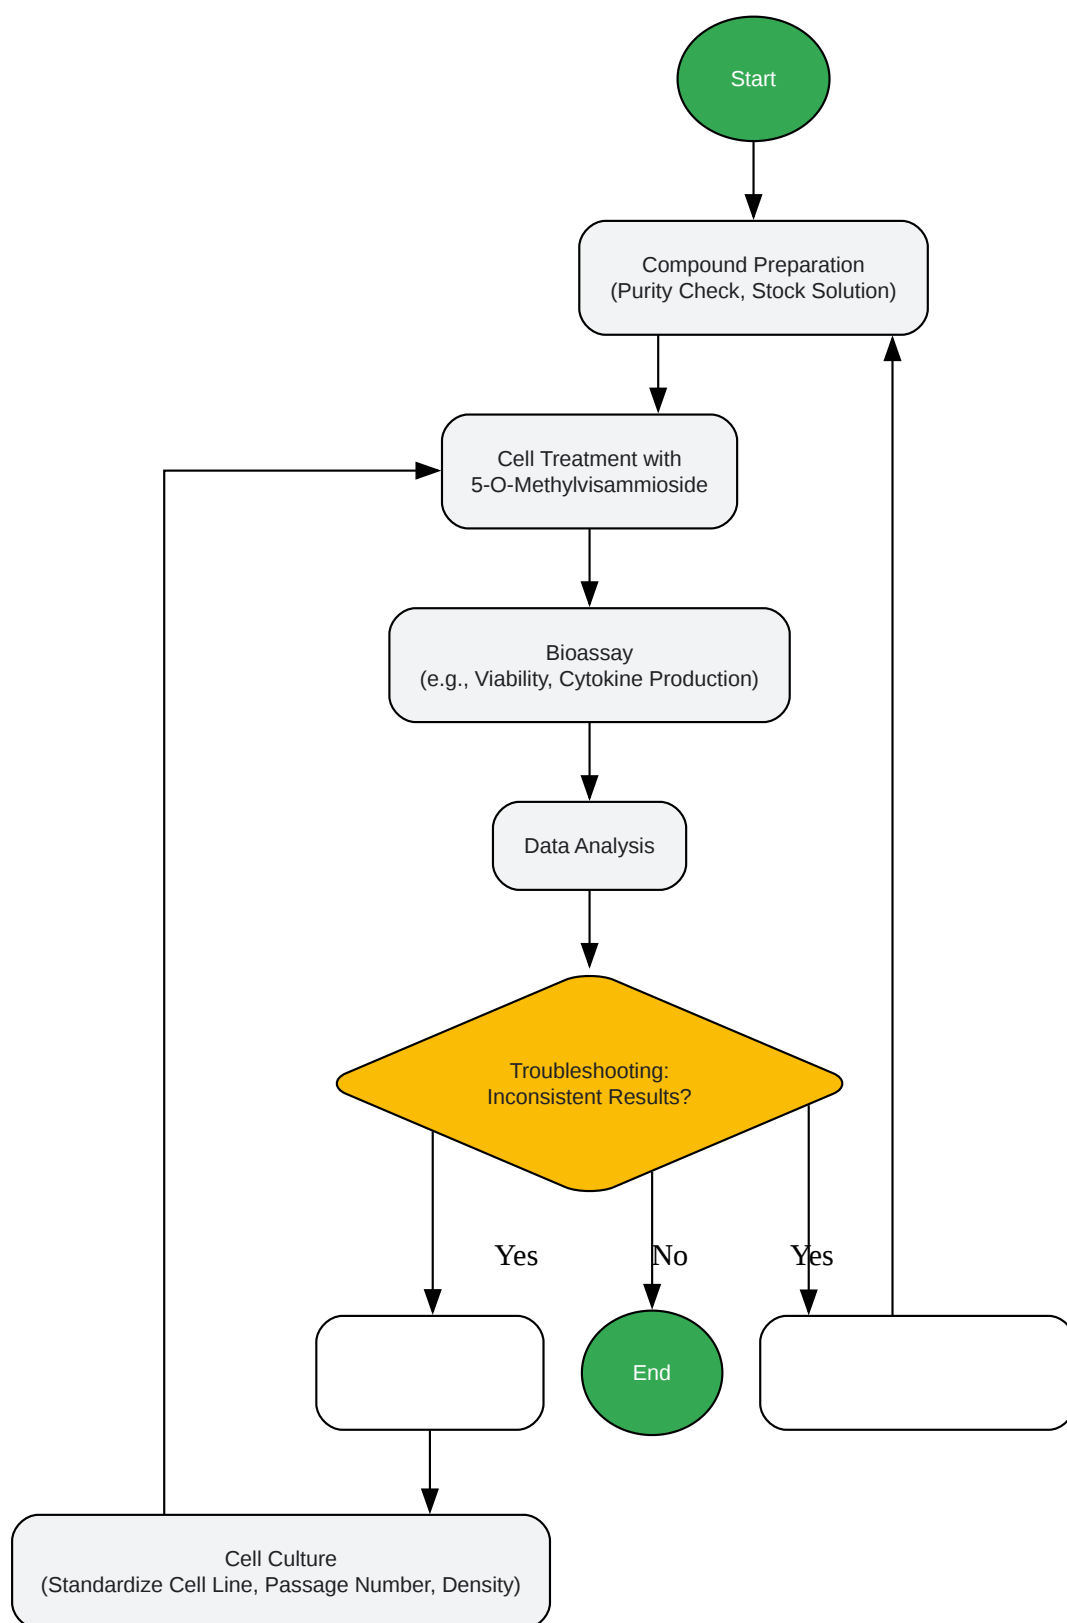 Start
Compound Preparation
(Purity Check, Stock Solution)
Cell Treatment with
5-O-Methylvisammioside
Bioassay
(e.g., Viability, Cytokine Production)
Data Analysis
Troubleshooting:
Inconsistent Results?
Yes
No
Yes
End
Cell Culture
(Standardize Cell Line, Passage Number, Density)